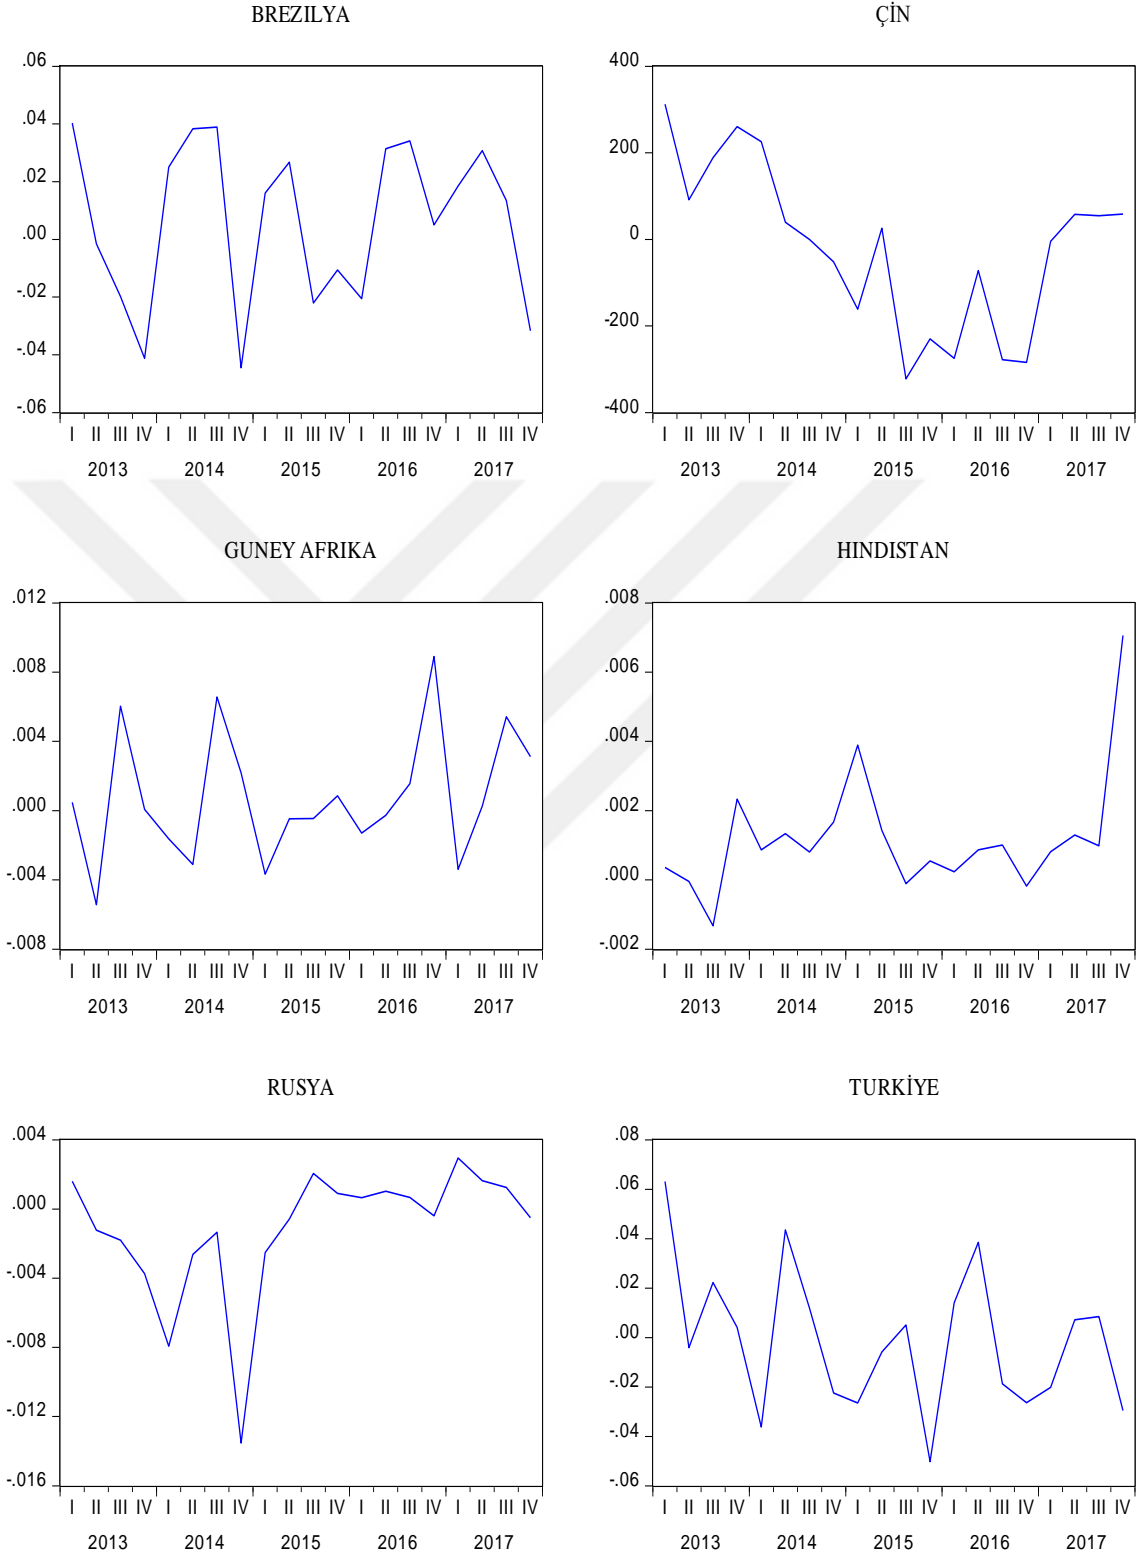 BREZILYA
.06
.04
.02
.00
-.02
-.04
-.06
I II III IV I II III IV I II III IV I II III IV I II III IV
2013 2014 2015 2016 2017
ÇİN
400
200
0
-200
-400
I II III IV I II III IV I II III IV I II III IV I II III IV
2013 2014 2015 2016 2017
GUNEY AFRIKA
.012
.008
.004
.000
-.004
-.008
I II III IV I II III IV I II III IV I II III IV I II III IV
2013 2014 2015 2016 2017
HINDISTAN
.008
.006
.004
.002
.000
-.002
I II III IV I II III IV I II III IV I II III IV I II III IV
2013 2014 2015 2016 2017
RUSYA
.004
.000
-.004
-.008
-.012
-.016
I II III IV I II III IV I II III IV I II III IV I II III IV
2013 2014 2015 2016 2017
TURKİYE
.08
.06
.04
.02
.00
-.02
-.04
-.06
I II III IV I II III IV I II III IV I II III IV I II III IV
2013 2014 2015 2016 2017